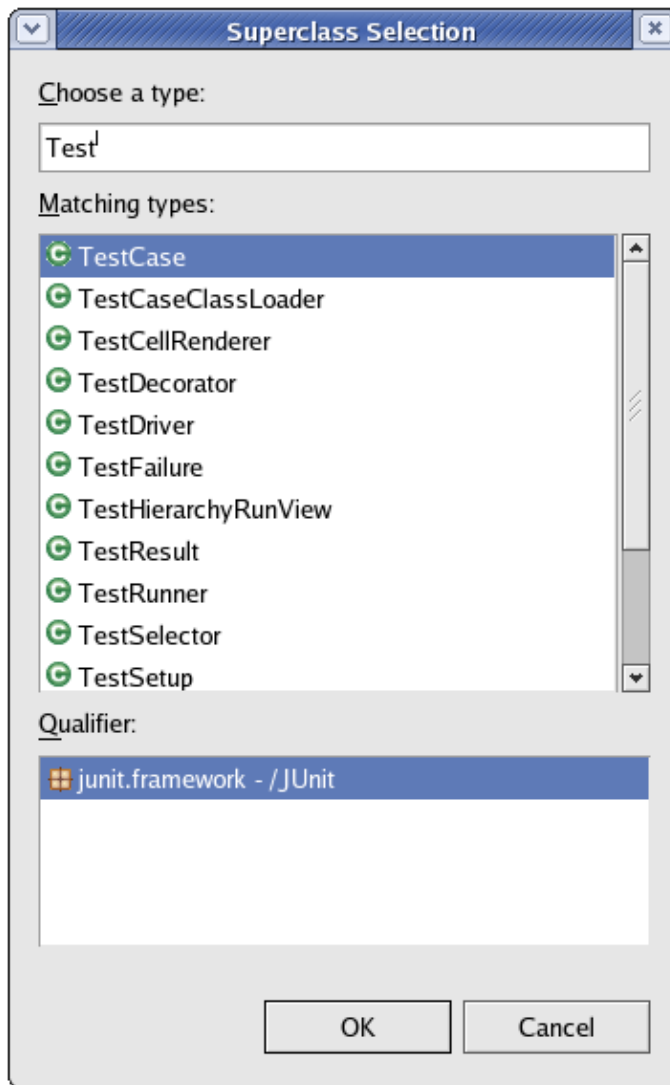 Superclass Selection
Choose a type:
Test
Matching types:
TestCase
TestCaseClassLoader
TestCellRenderer
TestDecorator
TestDriver
TestFailure
TestHierarchyRunView
TestResult
TestRunner
TestSelector
TestSetup
Qualifier:
junit.framework - /JUnit
OK
Cancel